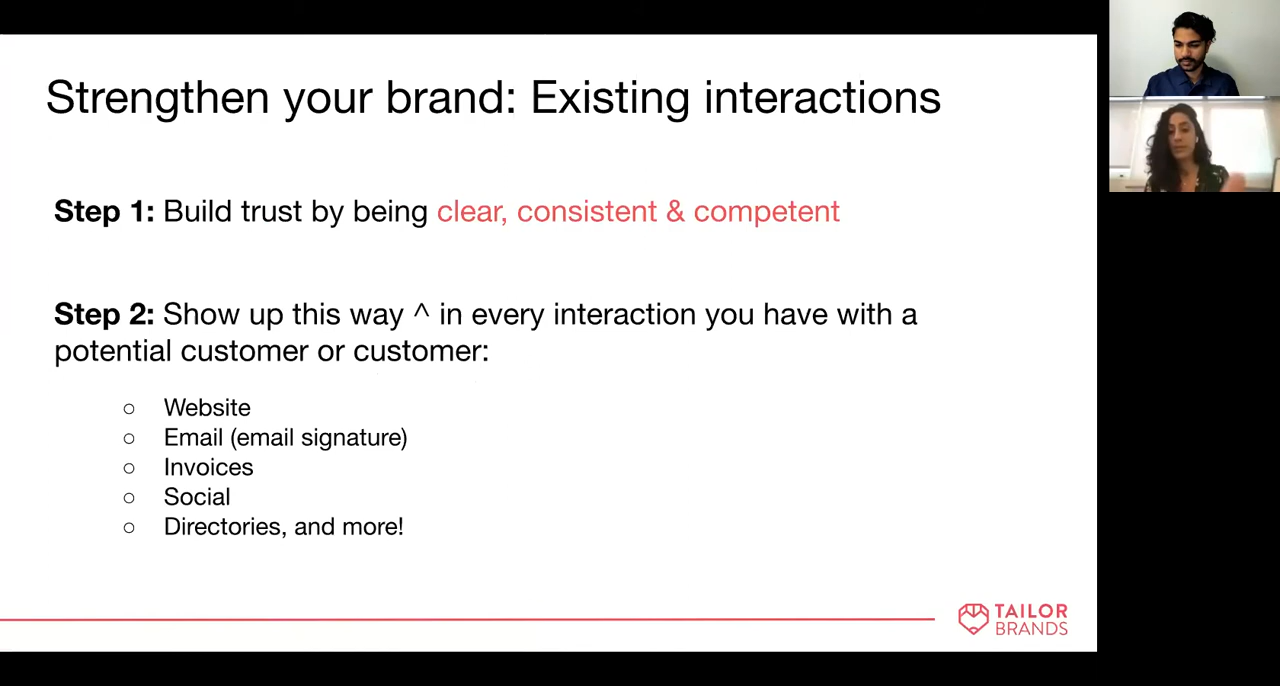 Strengthen your brand: Existing interactions
Step 1: Build trust by being clear, consistent & competent
Step 2: Show up this way ^ in every interaction you have with a
potential customer or customer:
○ Website
○ Email (email signature)
○ Invoices
○ Social
○ Directories, and more!
TAILOR
BRANDS